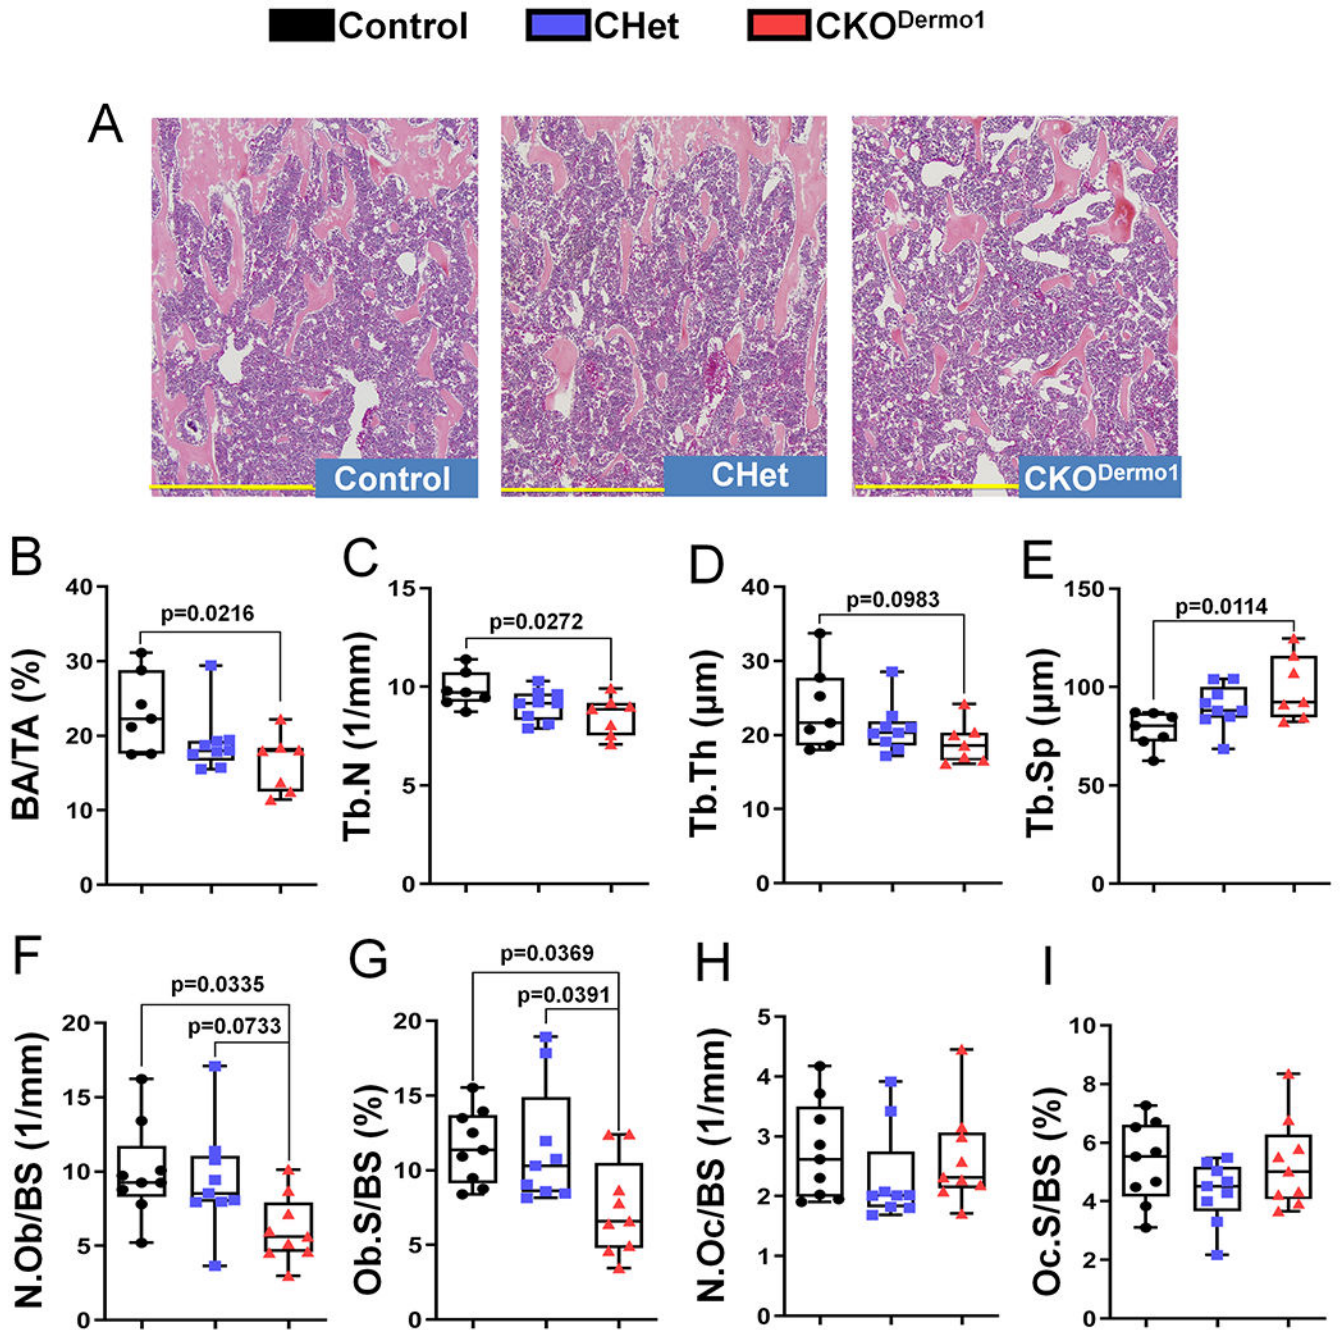 Control CHet CKODermo1
A
Control CHet CKODermo1
B C D E
BA/TA (%)
40
30
20
10
0
p=0.0216
Tb.N (1/mm)
15
10
5
0
p=0.0272
Tb.Th (μm)
40
30
20
10
0
p=0.0983
Tb.Sp (μm)
150
100
50
0
p=0.0114
F G H I
N.Ob/BS (1/mm)
20
15
10
5
0
p=0.0335
p=0.0733
Ob.S/BS (%)
20
15
10
5
0
p=0.0369
p=0.0391
N.Oc/BS (1/mm)
5
4
3
2
1
0
Oc.S/BS (%)
10
8
6
4
2
0